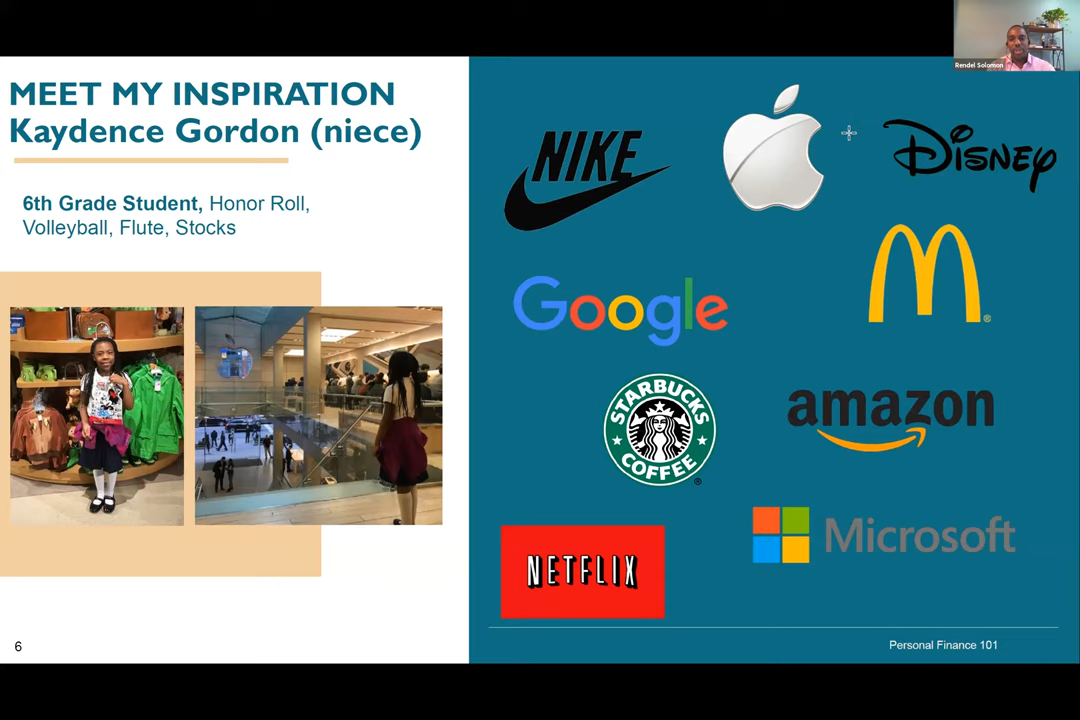 Rendel Solomon
MEET MY INSPIRATION
Kaydence Gordon (niece)
6th Grade Student, Honor Roll,
Volleyball, Flute, Stocks
NIKE
Disney
Google
®
STARBUCKS
COFFEE
®
amazon
NETFLIX
Microsoft
6
Personal Finance 101